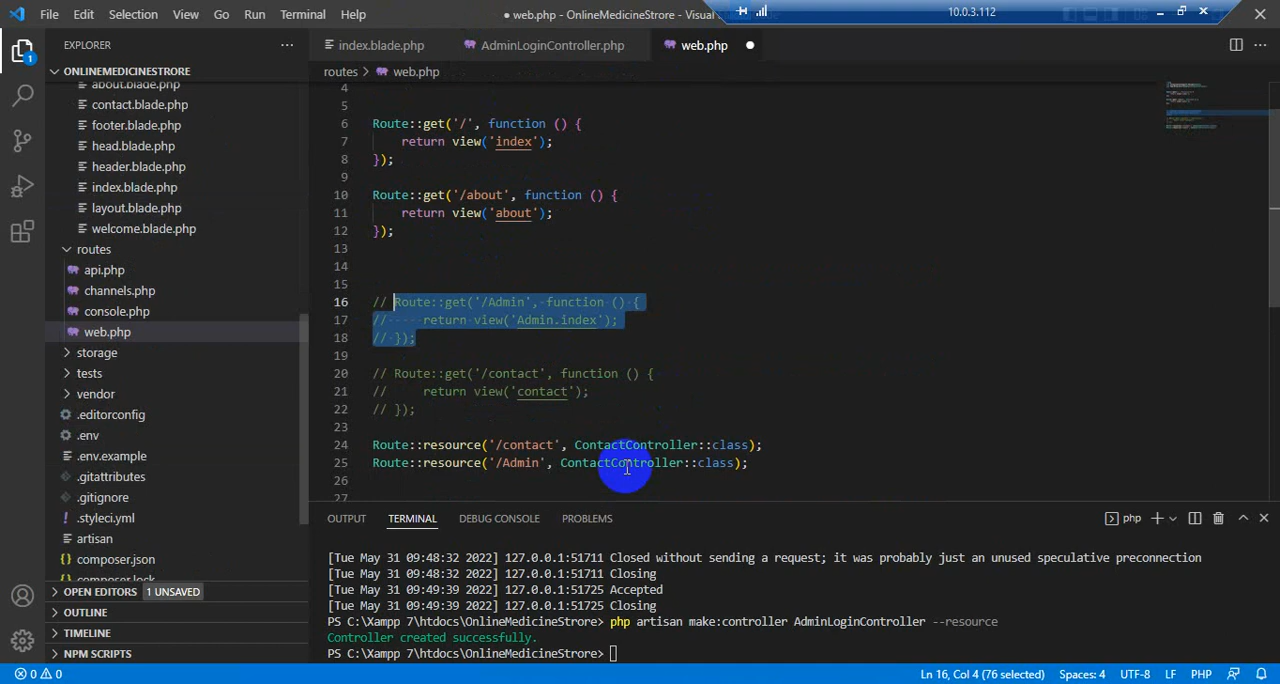 File Edit Selection View Go Run Terminal Help
● web.php - OnlineMedicineStrore - Visual
10.0.3.112
EXPLORER
index.blade.php
AdminLoginController.php
web.php
ONLINEMEDICINESTRORE
routes > web.php
about.blade.php
contact.blade.php
footer.blade.php
head.blade.php
header.blade.php
index.blade.php
layout.blade.php
welcome.blade.php
routes
api.php
channels.php
console.php
web.php
storage
tests
vendor
.editorconfig
.env
.env.example
.gitattributes
.gitignore
.styleci.yml
artisan
composer.json
composer.lock
OPEN EDITORS 1 UNSAVED
OUTLINE
TIMELINE
NPM SCRIPTS
1
4
5
6 Route::get('/', function () {
7 return view('index');
8 });
9
10 Route::get('/about', function () {
11 return view('about');
12 });
13
14
15
16 // Route::get('/Admin', function () {
17 // return view('Admin.index');
18 // });
19
20 // Route::get('/contact', function () {
21 // return view('contact');
22 // });
23
24 Route::resource('/contact', ContactController::class);
25 Route::resource('/Admin', ContactController::class);
26
27
OUTPUT TERMINAL DEBUG CONSOLE PROBLEMS
php
[Tue May 31 09:48:32 2022] 127.0.0.1:51711 Closed without sending a request; it was probably just an unused speculative preconnection
[Tue May 31 09:48:32 2022] 127.0.0.1:51711 Closing
[Tue May 31 09:49:39 2022] 127.0.0.1:51725 Accepted
[Tue May 31 09:49:39 2022] 127.0.0.1:51725 Closing
PS C:\Xampp 7\htdocs\OnlineMedicineStrore> php artisan make:controller AdminLoginController --resource
Controller created successfully.
PS C:\Xampp 7\htdocs\OnlineMedicineStrore>
0 0
Ln 16, Col 4 (76 selected) Spaces: 4 UTF-8 LF PHP